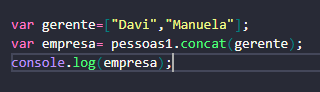 var gerente=["Davi","Manuela"];
var empresa= pessoas1.concat(gerente);
console.log(empresa);